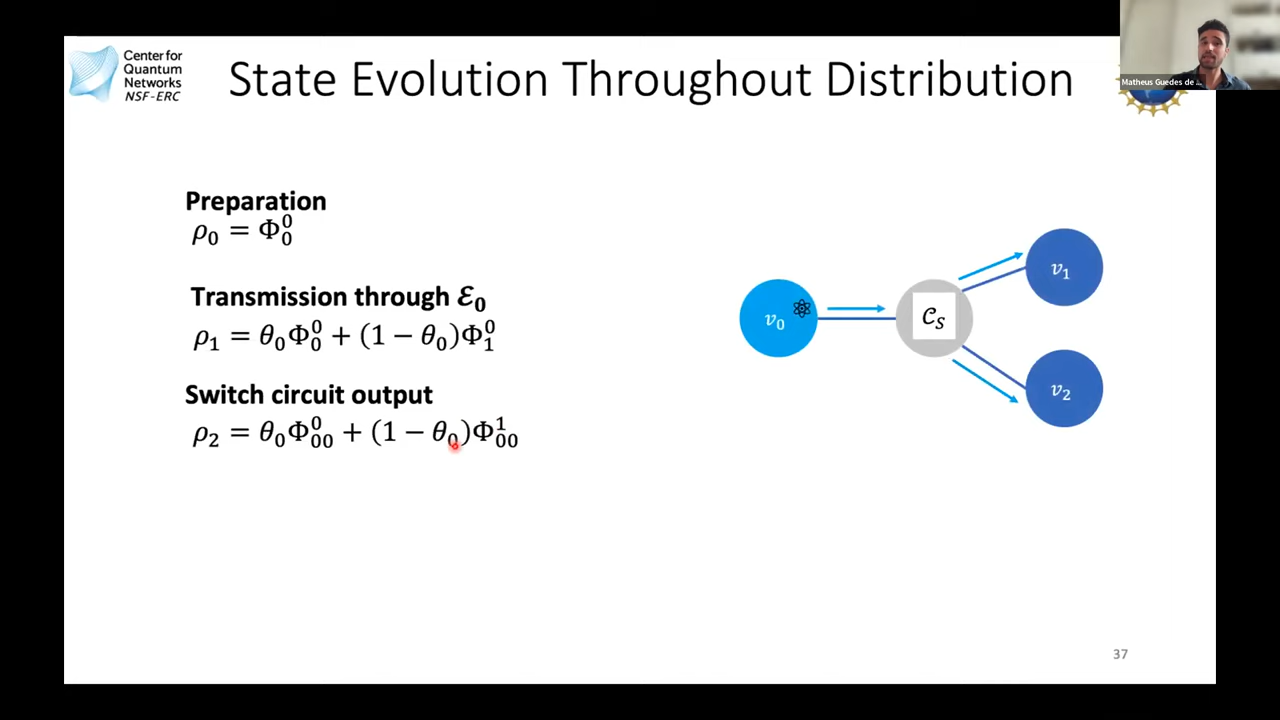 Center for
Quantum
Networks
NSF-ERC
State Evolution Throughout Distribution
Matheus Guedes de ...
Preparation
ρ₀ = Φ₀⁰
Transmission through ℰ₀
ρ₁ = θ₀Φ₀⁰ + (1 − θ₀)Φ₁⁰
Switch circuit output
ρ₂ = θ₀Φ₀₀⁰ + (1 − θ₀)Φ₀₀¹
v₀
𝒞ₛ
v₁
v₂
37